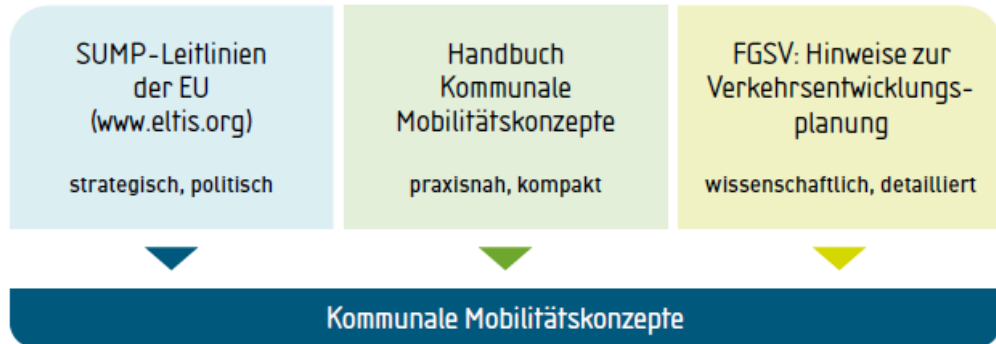 SUMP-Leitlinien
der EU
(www.eltis.org)
strategisch, politisch
Handbuch
Kommunale
Mobilitätskonzepte
praxisnah, kompakt
FGSV: Hinweise zur
Verkehrsentwicklungs-
planung
wissenschaftlich, detailliert
Kommunale Mobilitätskonzepte